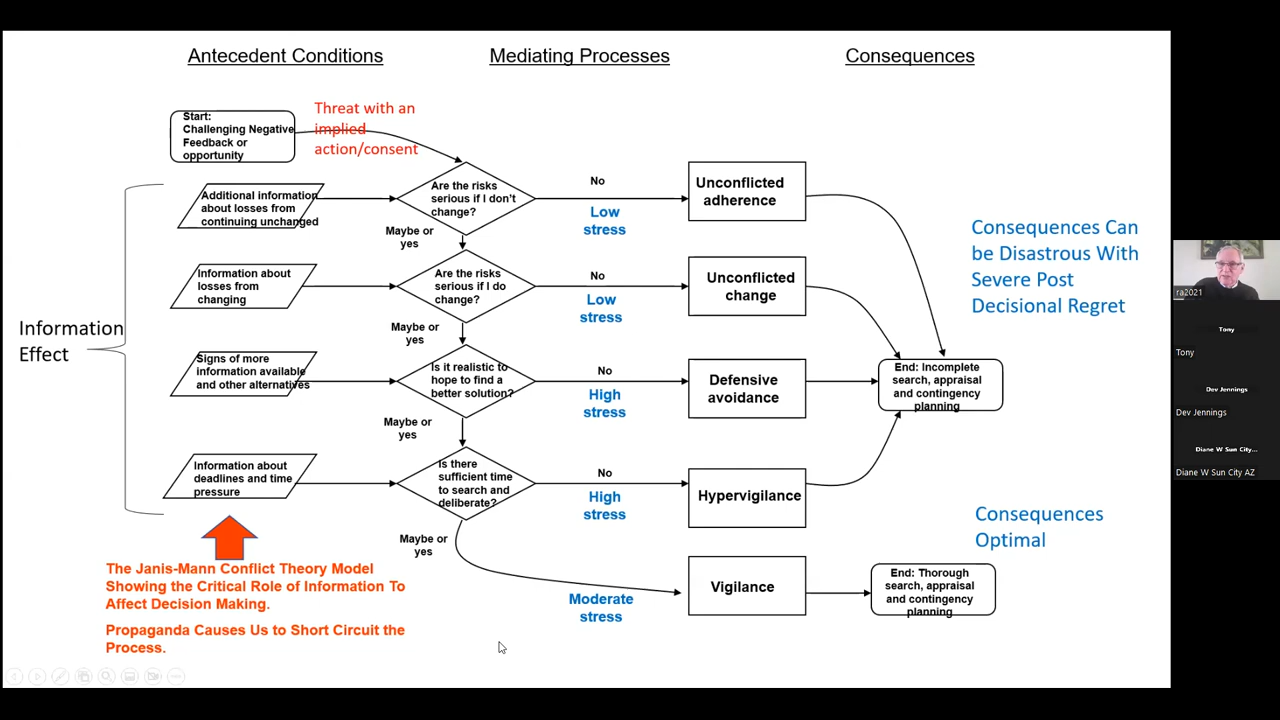 Antecedent Conditions
Mediating Processes
Consequences
Start:
Challenging Negative
Feedback or
opportunity
Threat with an
implied
action/consent
Additional information
about losses from
continuing unchanged
Are the risks
serious if I don't
change?
No
Low
stress
Unconflicted
adherence
Maybe or
yes
Information about
losses from
changing
Are the risks
serious if I do
change?
No
Low
stress
Unconflicted
change
Consequences Can
be Disastrous With
Severe Post
Decisional Regret
Maybe or
yes
Information
Effect
Signs of more
information available
and other alternatives
Is it realistic to
hope to find a
better solution?
No
High
stress
Defensive
avoidance
End: Incomplete
search, appraisal
and contingency
planning
Maybe or
yes
Information about
deadlines and time
pressure
Is there
sufficient time
to search and
deliberate?
No
High
stress
Hypervigilance
Consequences
Optimal
Maybe or
yes
Moderate
stress
Vigilance
End: Thorough
search, appraisal
and contingency
planning
The Janis-Mann Conflict Theory Model
Showing the Critical Role of Information To
Affect Decision Making.
Propaganda Causes Us to Short Circuit the
Process.
ra2021
Tony
Tony
Dev Jennings
Dev Jennings
Diane W Sun City...
Diane W Sun City AZ